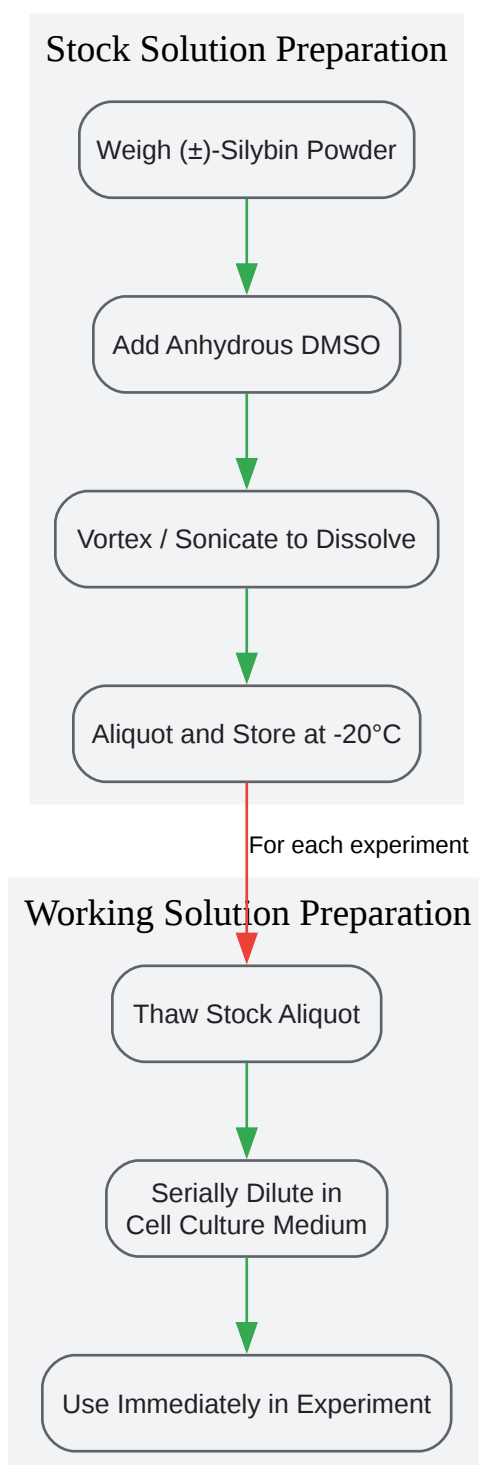 Stock Solution Preparation
Weigh (±)-Silybin Powder
Add Anhydrous DMSO
Vortex / Sonicate to Dissolve
Aliquot and Store at -20°C
For each experiment
Working Solution Preparation
Thaw Stock Aliquot
Serially Dilute in
Cell Culture Medium
Use Immediately in Experiment